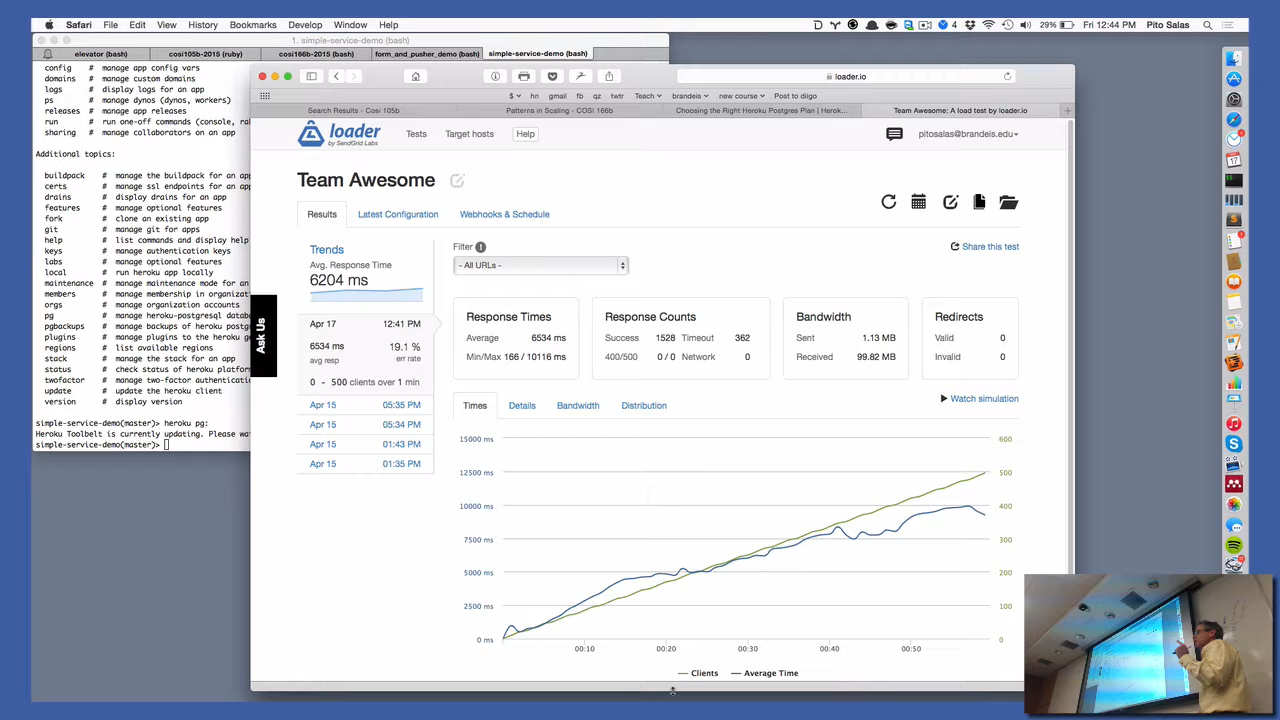 Safari File Edit View History Bookmarks Develop Window Help 4 29% Fri 12:44 PM Pito Salas
1. simple-service-demo (bash)
elevator (bash) cosi105b-2015 (ruby) cosi166b-2015 (bash) form_and_pusher_demo (bash) simple-service-demo (bash)
config # manage app config vars
domains # manage custom domains
logs # display logs for an app
ps # manage dynos (dynos, workers)
releases # manage app releases
run # run one-off commands (console, ra
sharing # manage collaborators on an app
Additional topics:
buildpack # manage the buildpack for an ap
certs # manage ssl endpoints for an ap
drains # display drains for an app
features # manage optional features
fork # clone an existing app
git # manage git for apps
help # list commands and display help
keys # manage authentication keys
labs # manage optional features
local # run heroku app locally
maintenance # manage maintenance mode for an
members # manage membership in organizat
orgs # manage organization accounts
pg # manage heroku-postgresql databa
pgbackups # manage backups of heroku postgr
plugins # manage plugins to the heroku ge
regions # list available regions
stack # manage the stack for an app
status # check status of heroku platfor
twofactor # manage two-factor authenticati
update # update the heroku client
version # display version
simple-service-demo(master)> heroku pg:
Heroku Toolbelt is currently updating. Please wa
simple-service-demo(master)>
loader.io
$ how gmail fb qz twtr Teach brandeis new course Post to diigo
Search Results - Cosi 105b Patterns in Scaling - COSI 166b Choosing the Right Heroku Postgres Plan | Herok... Team Awesome: A load test by loader.io
loader
by SendGrid Labs
Tests Target hosts Help pitosalas@brandeis.edu
Team Awesome
Results Latest Configuration Webhooks & Schedule
Trends
Avg. Response Time
6204 ms
Apr 17 12:41 PM
6534 ms 19.1 %
avg resp err rate
0 - 500 clients over 1 min
Apr 15 05:35 PM
Apr 15 05:34 PM
Apr 15 01:43 PM
Apr 15 01:35 PM
Ask Us
Filter !
- All URLs -
Share this test
Response Times
Average 6534 ms
Min/Max 166 / 10116 ms
Response Counts
Success 1528 Timeout 362
400/500 0 / 0 Network 0
Bandwidth
Sent 1.13 MB
Received 99.82 MB
Redirects
Valid 0
Invalid 0
Times Details Bandwidth Distribution
Watch simulation
15000 ms 600
12500 ms 500
10000 ms 400
7500 ms 300
5000 ms 200
2500 ms 100
0 ms 0
00:10 00:20 00:30 00:40 00:50
Clients Average Time